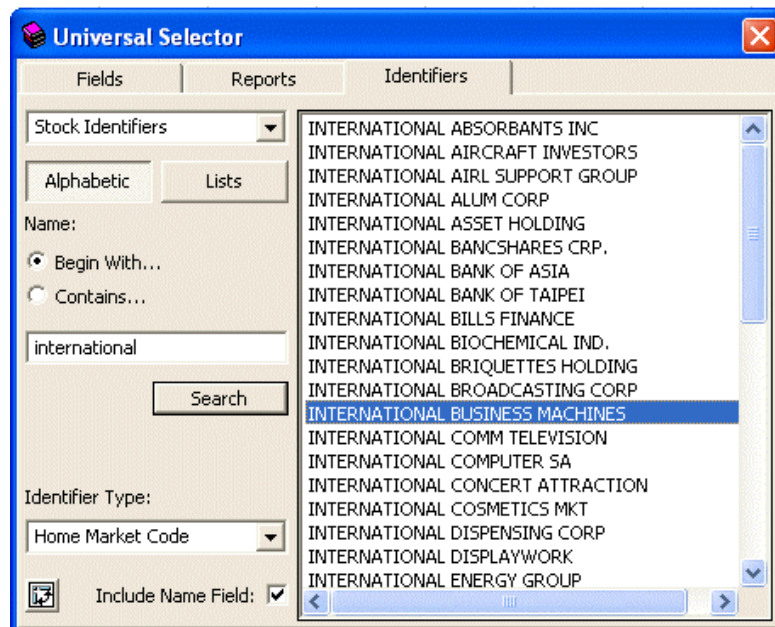 Universal Selector
Fields
Reports
Identifiers
Stock Identifiers
Alphabetic
Lists
Name:
Begin With...
Contains...
international
Search
Identifier Type:
Home Market Code
Include Name Field:
INTERNATIONAL ABSORBANTS INC
INTERNATIONAL AIRCRAFT INVESTORS
INTERNATIONAL AIRL SUPPORT GROUP
INTERNATIONAL ALUM CORP
INTERNATIONAL ASSET HOLDING
INTERNATIONAL BANCSHARES CRP.
INTERNATIONAL BANK OF ASIA
INTERNATIONAL BANK OF TAIPEI
INTERNATIONAL BILLS FINANCE
INTERNATIONAL BIOCHEMICAL IND.
INTERNATIONAL BRIQUETTES HOLDING
INTERNATIONAL BROADCASTING CORP
INTERNATIONAL BUSINESS MACHINES
INTERNATIONAL COMM TELEVISION
INTERNATIONAL COMPUTER SA
INTERNATIONAL CONCERT ATTRACTION
INTERNATIONAL COSMETICS MKT
INTERNATIONAL DISPENSING CORP
INTERNATIONAL DISPLAYWORK
INTERNATIONAL ENERGY GROUP